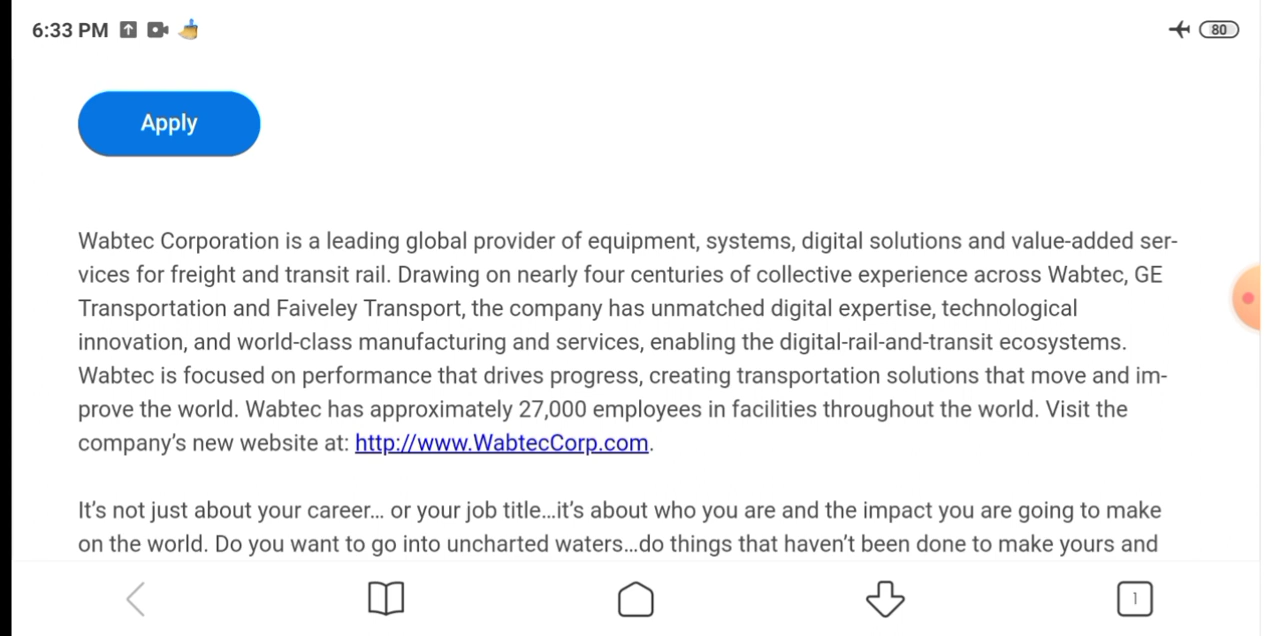 6:33 PM
80
Apply
Wabtec Corporation is a leading global provider of equipment, systems, digital solutions and value-added ser-
vices for freight and transit rail. Drawing on nearly four centuries of collective experience across Wabtec, GE
Transportation and Faiveley Transport, the company has unmatched digital expertise, technological
innovation, and world-class manufacturing and services, enabling the digital-rail-and-transit ecosystems.
Wabtec is focused on performance that drives progress, creating transportation solutions that move and im-
prove the world. Wabtec has approximately 27,000 employees in facilities throughout the world. Visit the
company’s new website at: http://www.WabtecCorp.com.
It’s not just about your career… or your job title…it’s about who you are and the impact you are going to make
on the world. Do you want to go into uncharted waters…do things that haven’t been done to make yours and
1